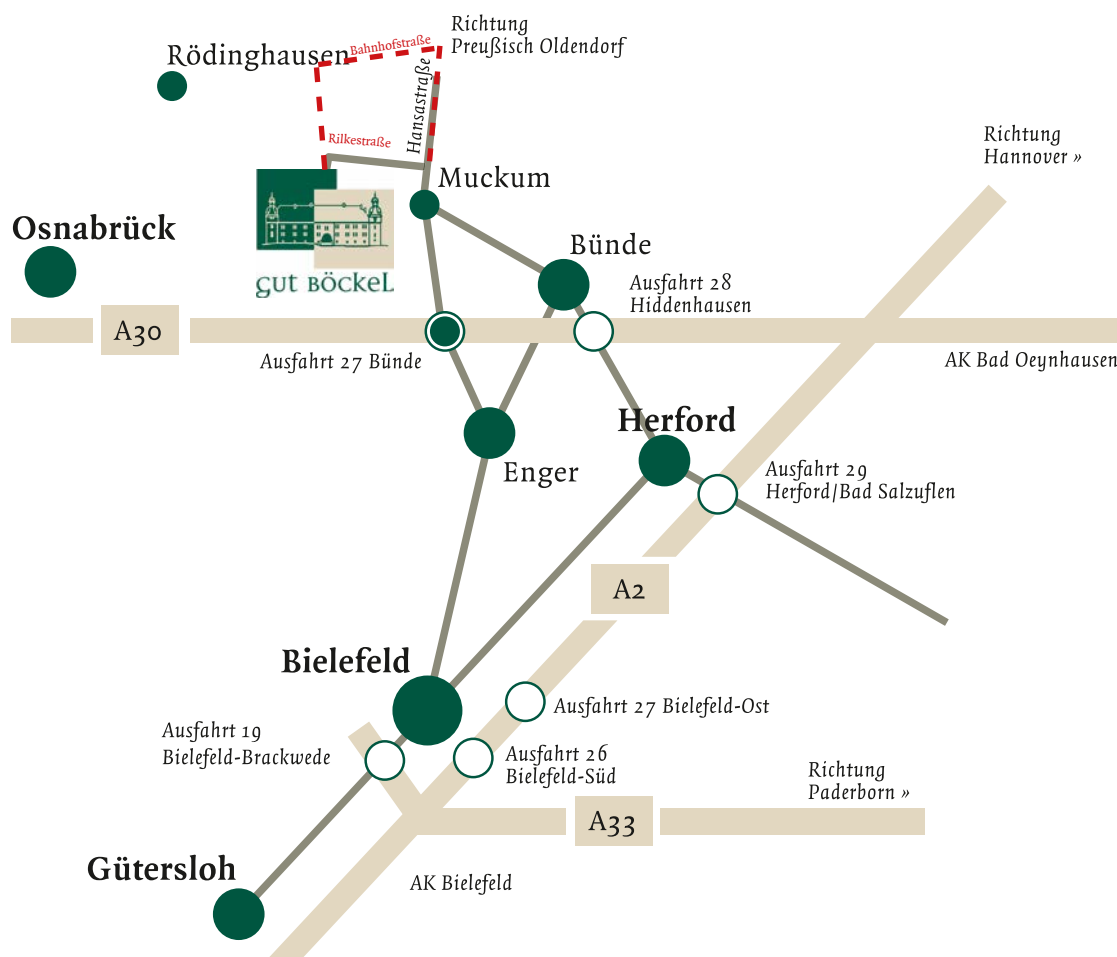 Richtung
Preußisch Oldendorf
Rödinghausen
Bahnhofstraße
Hansastraße
Rilkestraße
Richtung
Hannover »
Muckum
Osnabrück
Bünde
gut Böckel
Ausfahrt 28
Hiddenhausen
A30
Ausfahrt 27 Bünde
AK Bad Oeynhausen
Herford
Enger
Ausfahrt 29
Herford/Bad Salzuflen
A2
Bielefeld
Ausfahrt 27 Bielefeld-Ost
Ausfahrt 19
Bielefeld-Brackwede
Ausfahrt 26
Bielefeld-Süd
Richtung
Paderborn »
A33
Gütersloh
AK Bielefeld